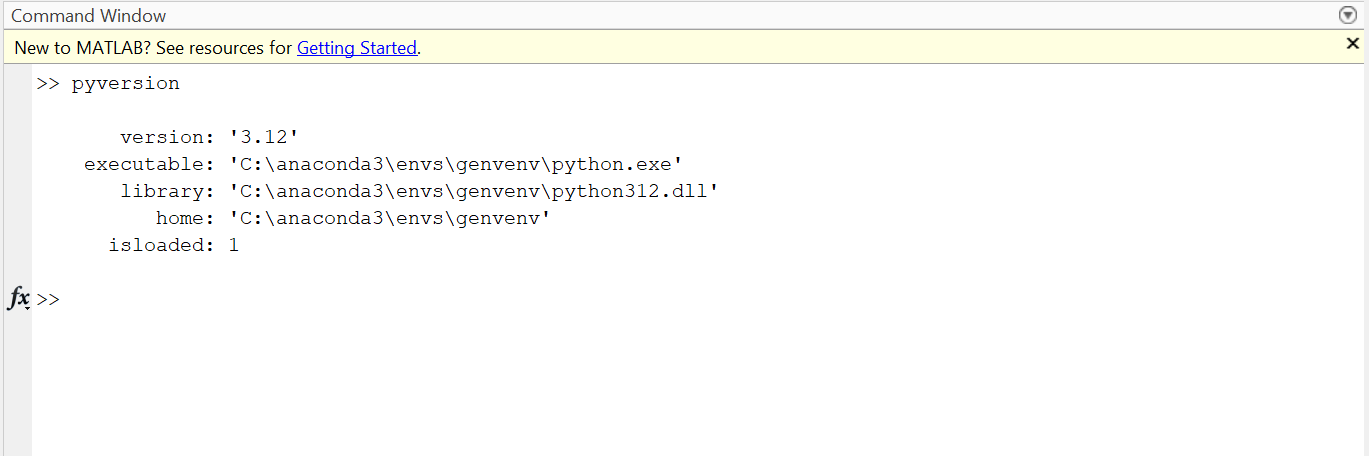 Command Window
New to MATLAB? See resources for Getting Started.
>> pyversion
version: '3.12'
executable: 'C:\anaconda3\envs\genvenv\python.exe'
library: 'C:\anaconda3\envs\genvenv\python312.dll'
home: 'C:\anaconda3\envs\genvenv'
isloaded: 1
fx >>